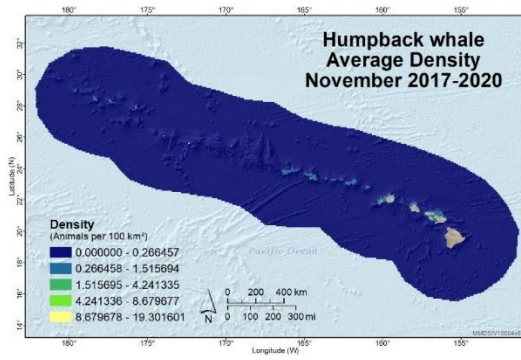 Humpback whale
Average Density
November 2017-2020
180°
175°
170°
165°
160°
155°
32°
30°
28°
26°
24°
22°
20°
18°
16°
14°
Latitude (N)
Density
(Animals per 100 km²)
0.000000 - 0.266457
0.266458 - 1.515694
1.515695 - 4.241335
4.241336 - 8.679677
8.679678 - 19.301601
Pacific Ocean
N
0 200 400 km
0 100 200 300 mi
180°
175°
170°
165°
160°
155°
Longitude (W)